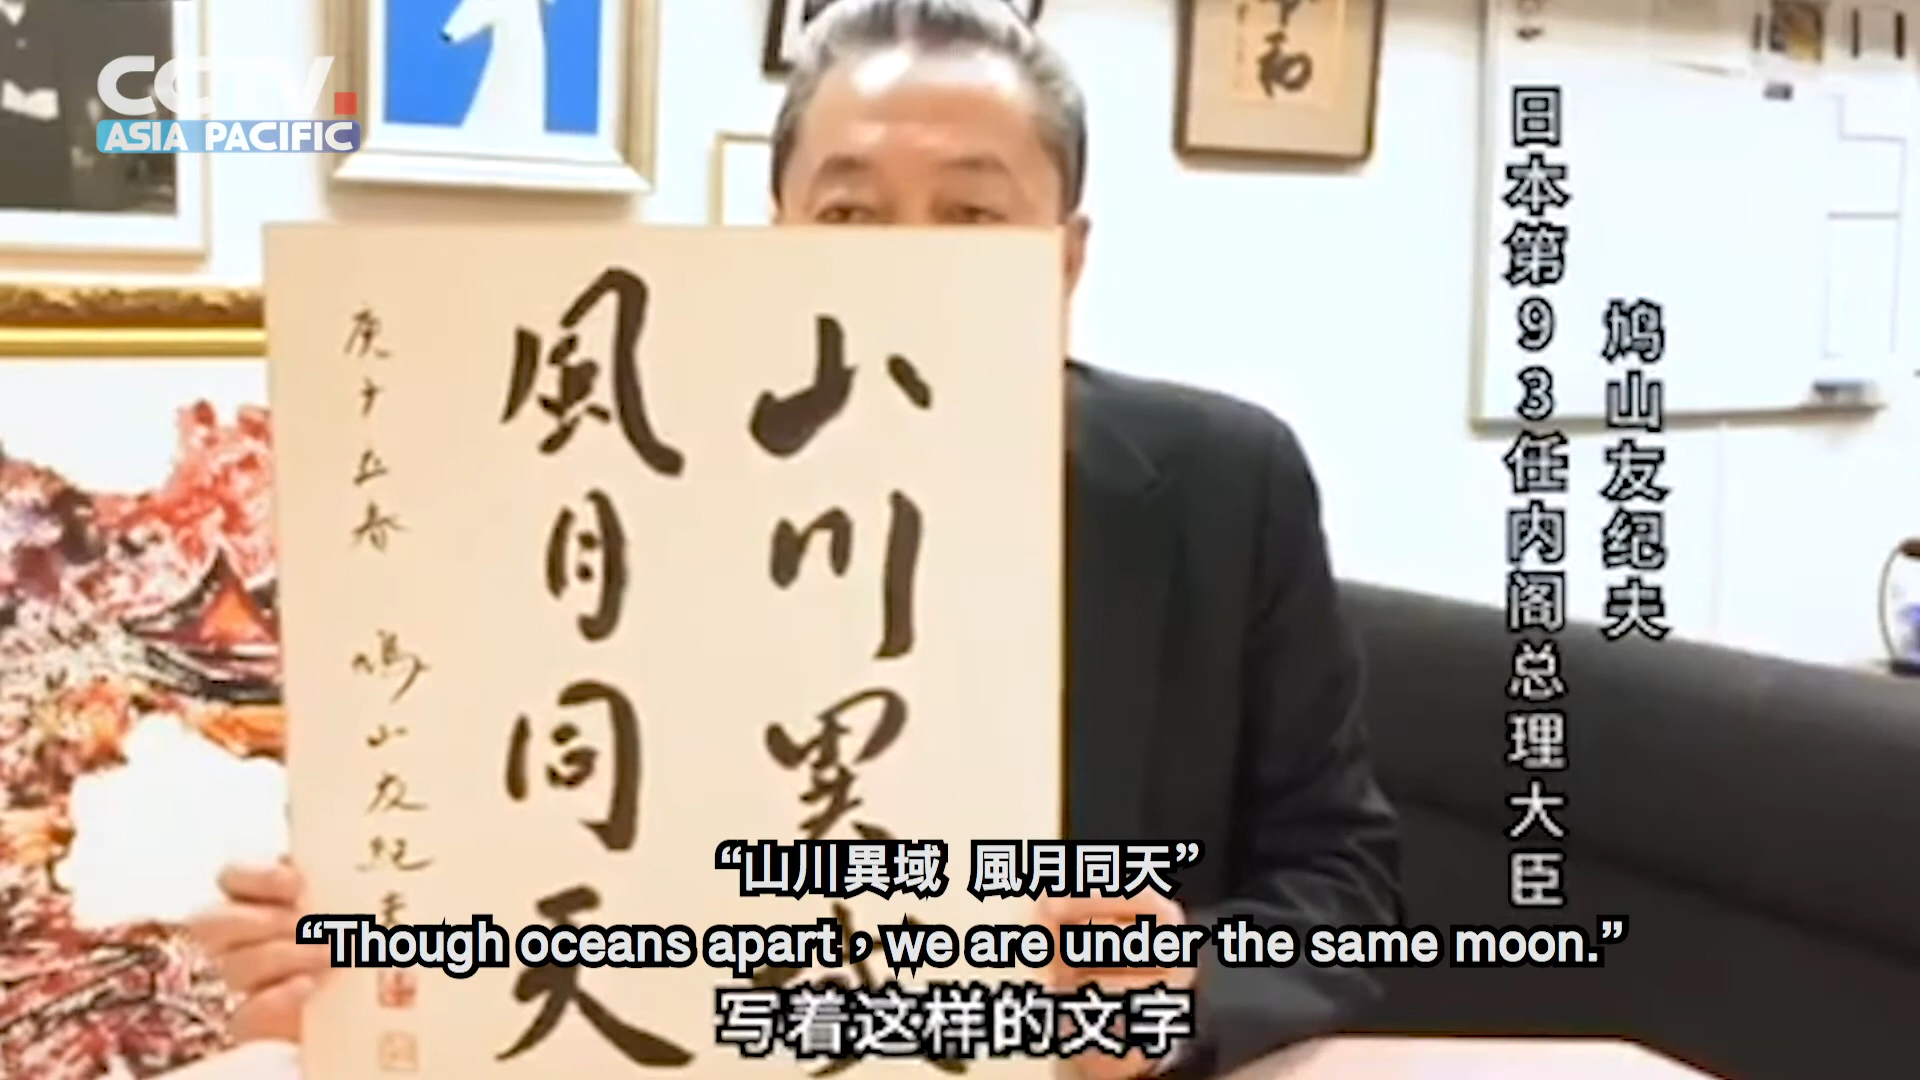 CCTV.
ASIA PACIFIC
和
日本第93任内阁总理大臣
鸠山友纪夫
山川異域
風月同天
春 鳩山友紀夫
“山川異域 風月同天”
“Though oceans apart，we are under the same moon.”
写着这样的文字